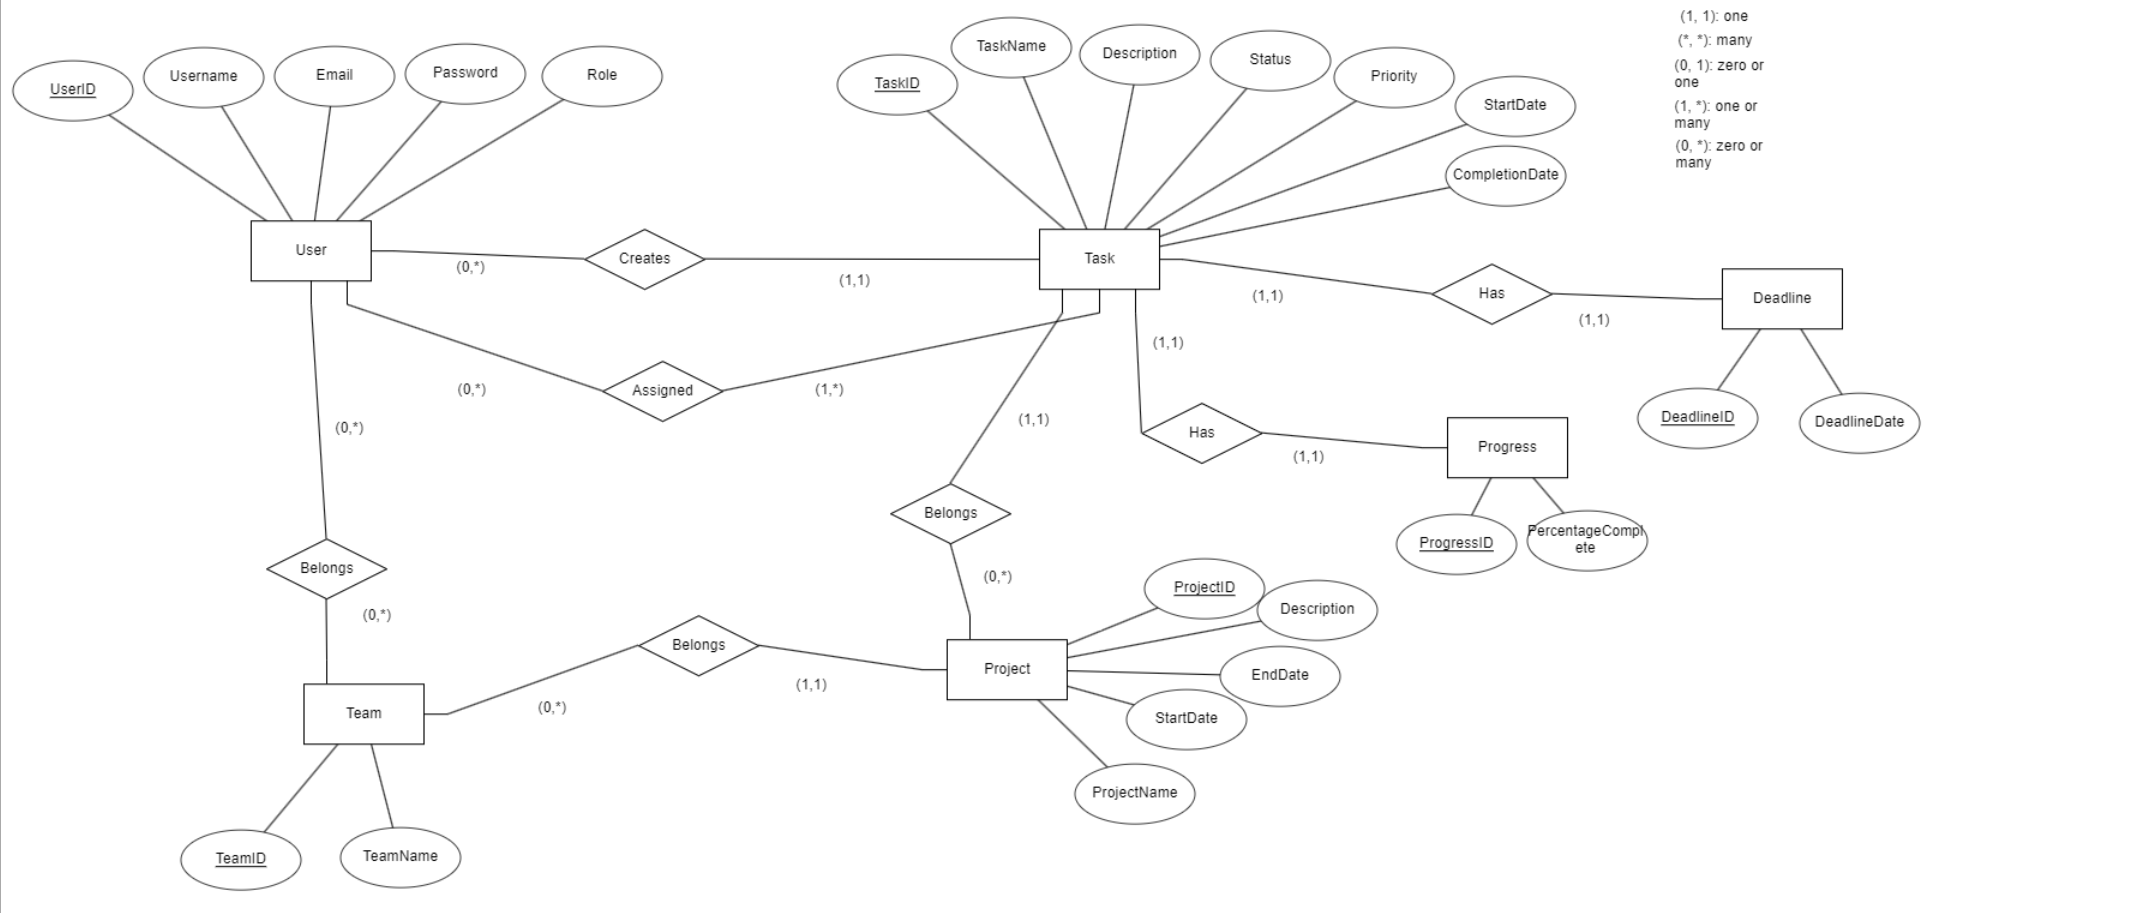 (1, 1): one
(*, *): many
(0, 1): zero or
one
(1, *): one or
many
(0, *): zero or
many
UserID
Username
Email
Password
Role
TaskID
TaskName
Description
Status
Priority
StartDate
CompletionDate
User
(0,*)
Creates
(1,1)
Task
(1,1)
Has
(1,1)
Deadline
DeadlineID
DeadlineDate
(0,*)
Assigned
(1,*)
(1,1)
Has
(1,1)
Progress
ProgressID
PercentageCompl
ete
(0,*)
Belongs
(0,*)
(1,1)
Belongs
(0,*)
Team
(0,*)
Belongs
(1,1)
Project
ProjectID
Description
EndDate
StartDate
ProjectName
TeamID
TeamName